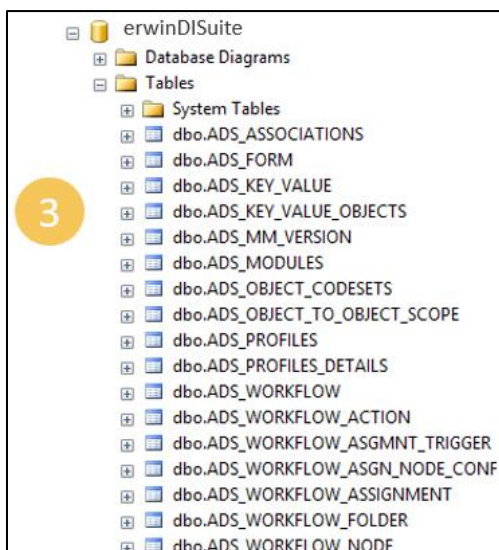 erwinDISuite
Database Diagrams
Tables
System Tables
dbo.ADS_ASSOCIATIONS
dbo.ADS_FORM
3
dbo.ADS_KEY_VALUE
dbo.ADS_KEY_VALUE_OBJECTS
dbo.ADS_MM_VERSION
dbo.ADS_MODULES
dbo.ADS_OBJECT_CODESETS
dbo.ADS_OBJECT_TO_OBJECT_SCOPE
dbo.ADS_PROFILES
dbo.ADS_PROFILES_DETAILS
dbo.ADS_WORKFLOW
dbo.ADS_WORKFLOW_ACTION
dbo.ADS_WORKFLOW_ASGMNT_TRIGGER
dbo.ADS_WORKFLOW_ASGN_NODE_CONF
dbo.ADS_WORKFLOW_ASSIGNMENT
dbo.ADS_WORKFLOW_FOLDER
dbo.ADS_WORKFLOW_NODE